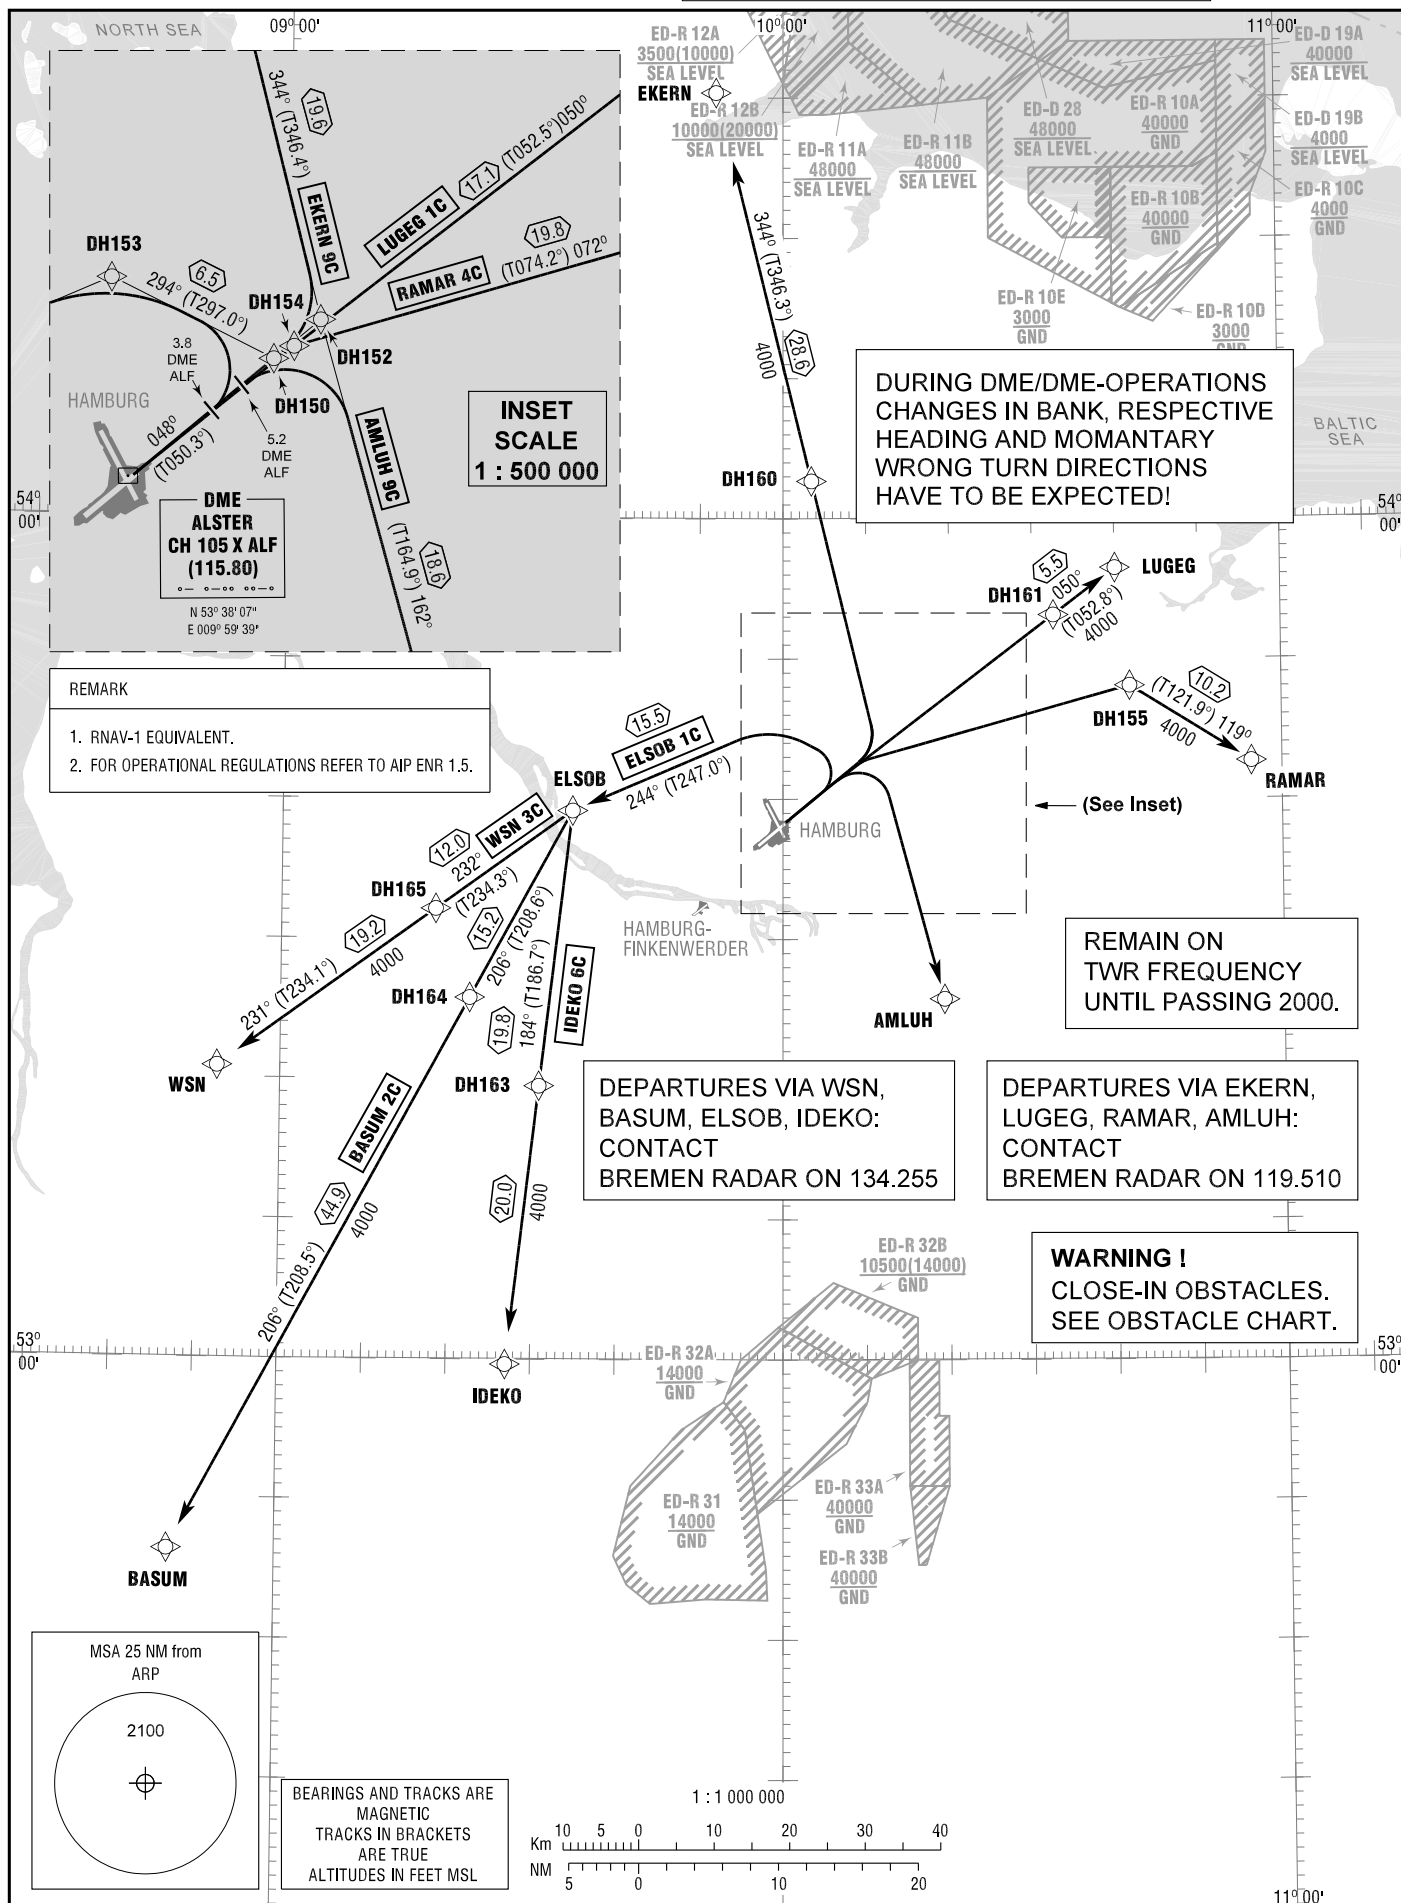 09º 00'
10º 00'
11º 00'
NORTH SEA
ED-R 12A
3500(10000)
SEA LEVEL
EKERN
ED-R 12B
10000(20000)
SEA LEVEL
ED-R 11A
48000
SEA LEVEL
ED-R 11B
48000
SEA LEVEL
ED-D 28
48000
SEA LEVEL
ED-R 10A
40000
GND
ED-D 19A
40000
SEA LEVEL
ED-D 19B
4000
SEA LEVEL
ED-R 10C
4000
GND
ED-R 10B
40000
GND
ED-R 10E
3000
GND
ED-R 10D
3000
GND
344° (T346.4°)
19.6
EKERN 9C
LUGEG 1C
17.1
(T052.5°)050°
RAMAR 4C
19.8
(T074.2°) 072°
DH153
6.5
294° (T297.0°)
DH154
DH152
3.8
DME
ALF
HAMBURG
048°
(T050.3°)
DH150
5.2
DME
ALF
AMLUH 9C
(T164.9°) 162°
18.6
INSET
SCALE
1 : 500 000
DME
ALSTER
CH 105 X ALF
(115.80)
N 53° 38' 07"
E 009° 59' 39"
54º
00'
344° (T346.3°)
28.6
4000
DH160
DURING DME/DME-OPERATIONS
CHANGES IN BANK, RESPECTIVE
HEADING AND MOMANTARY
WRONG TURN DIRECTIONS
HAVE TO BE EXPECTED!
BALTIC
SEA
54º
00'
DH161
5.5
050°
(T052.8°)
4000
LUGEG
DH155
10.2
(T121.9°) 119º
4000
RAMAR
REMARK
1. RNAV-1 EQUIVALENT.
2. FOR OPERATIONAL REGULATIONS REFER TO AIP ENR 1.5.
15.5
ELSOB 1C
244° (T247.0°)
ELSOB
HAMBURG
(See Inset)
12.0
WSN 3C
232°
(T234.3°)
DH165
19.2
231° (T234.1°)
4000
WSN
15.2
206° (T208.6°)
DH164
19.8
184° (T186.7°)
IDEKO 6C
DH163
HAMBURG-
FINKENWERDER
AMLUH
REMAIN ON
TWR FREQUENCY
UNTIL PASSING 2000.
DEPARTURES VIA WSN,
BASUM, ELSOB, IDEKO:
CONTACT
BREMEN RADAR ON 134.255
DEPARTURES VIA EKERN,
LUGEG, RAMAR, AMLUH:
CONTACT
BREMEN RADAR ON 119.510
BASUM 2C
44.9
206° (T208.5°)
4000
20.0
4000
WARNING !
CLOSE-IN OBSTACLES.
SEE OBSTACLE CHART.
ED-R 32B
10500(14000)
GND
53º
00'
53º
00'
ED-R 32A
14000
GND
IDEKO
ED-R 31
14000
GND
ED-R 33A
40000
GND
ED-R 33B
40000
GND
BASUM
MSA 25 NM from
ARP
2100
BEARINGS AND TRACKS ARE
MAGNETIC
TRACKS IN BRACKETS
ARE TRUE
ALTITUDES IN FEET MSL
1 : 1 000 000
Km 10 5 0 10 20 30 40
NM 5 0 10 20
11º 00'